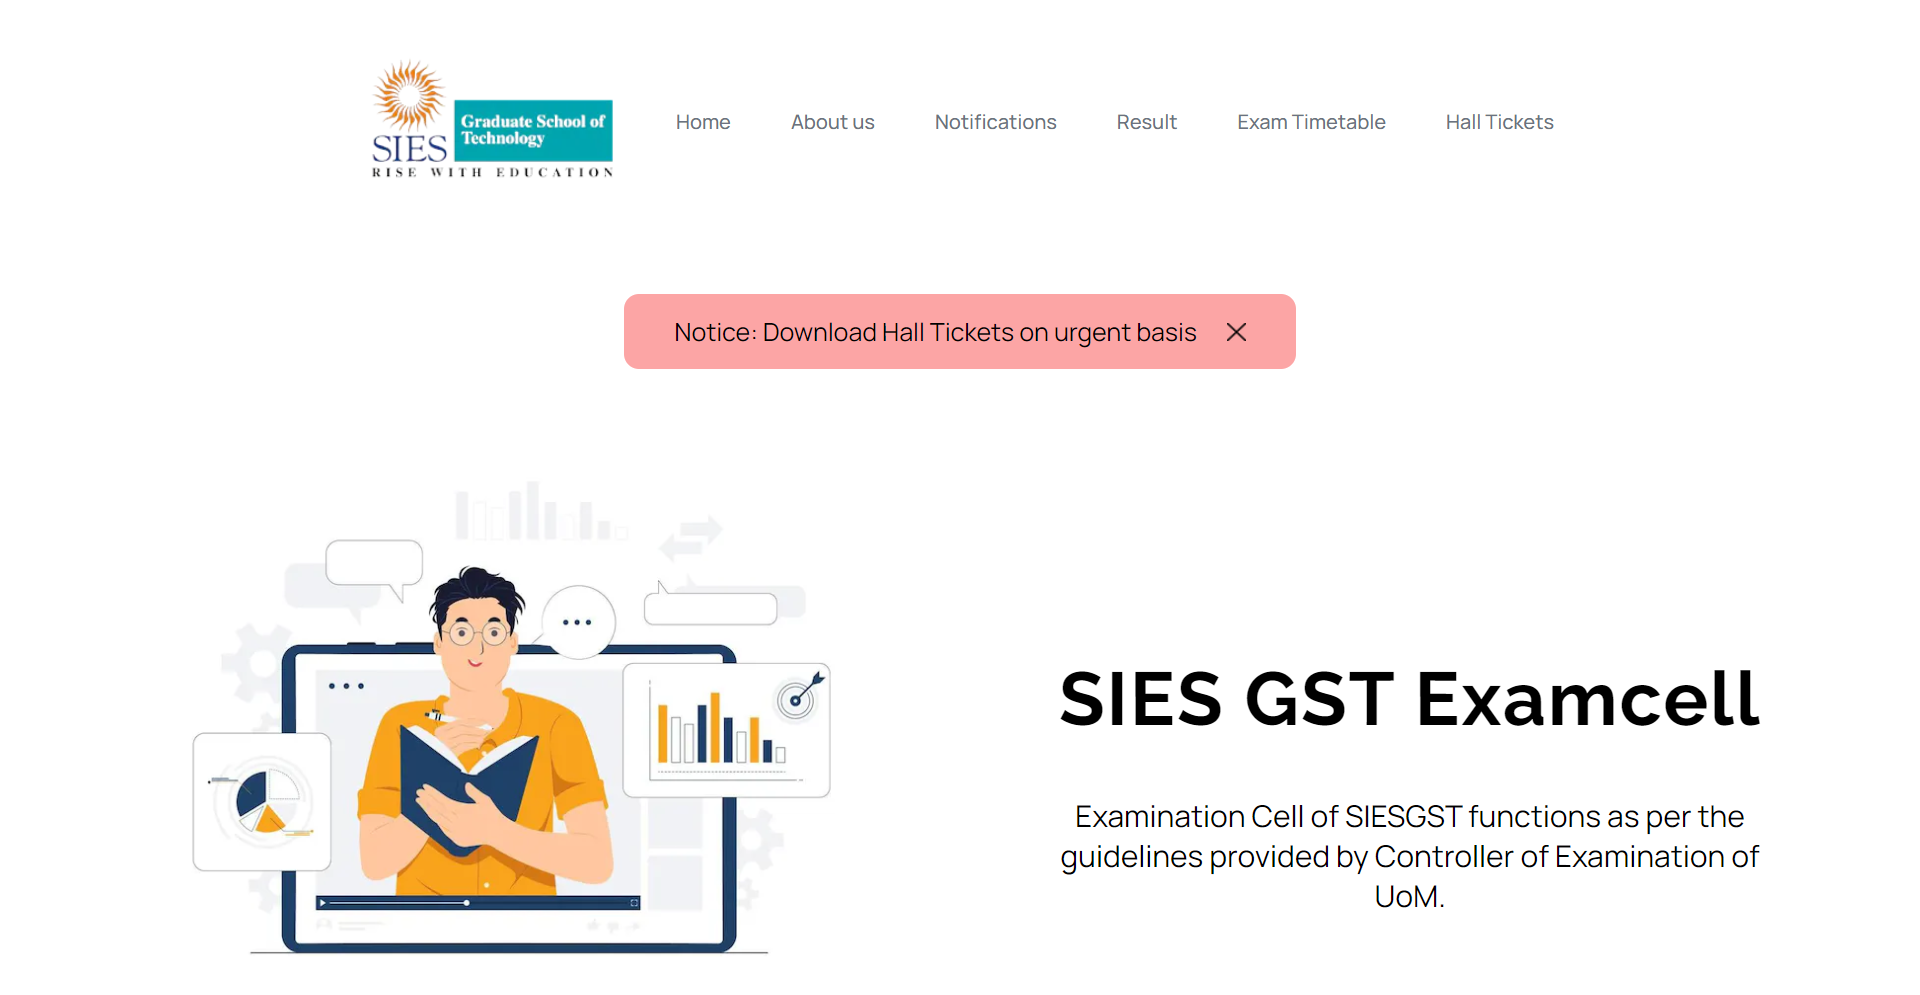 SIES
Graduate School of
Technology
RISE WITH EDUCATION
Home
About us
Notifications
Result
Exam Timetable
Hall Tickets
Notice: Download Hall Tickets on urgent basis
SIES GST Examcell
Examination Cell of SIESGST functions as per the
guidelines provided by Controller of Examination of
UoM.